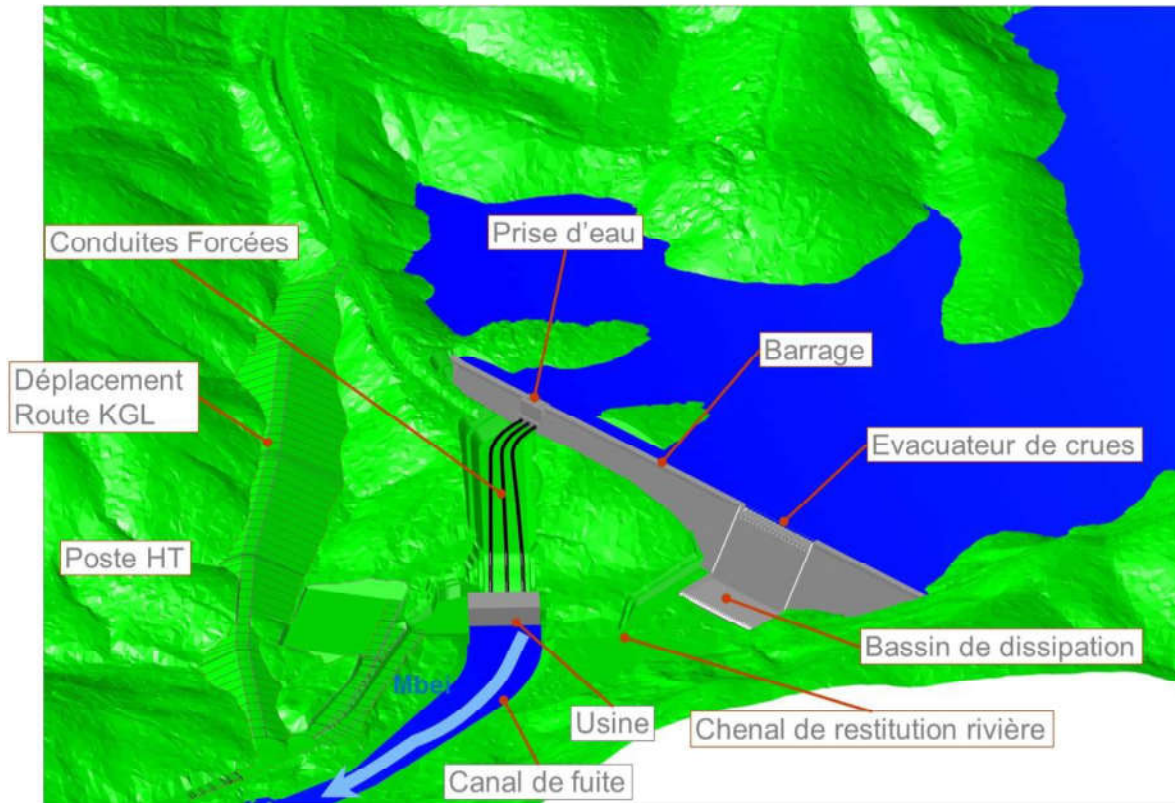 Conduites Forcées
Prise d'eau
Barrage
Déplacement
Route KGL
Evacuateur de crues
Poste HT
Bassin de dissipation
Mbei
Usine
Chenal de restitution rivière
Canal de fuite